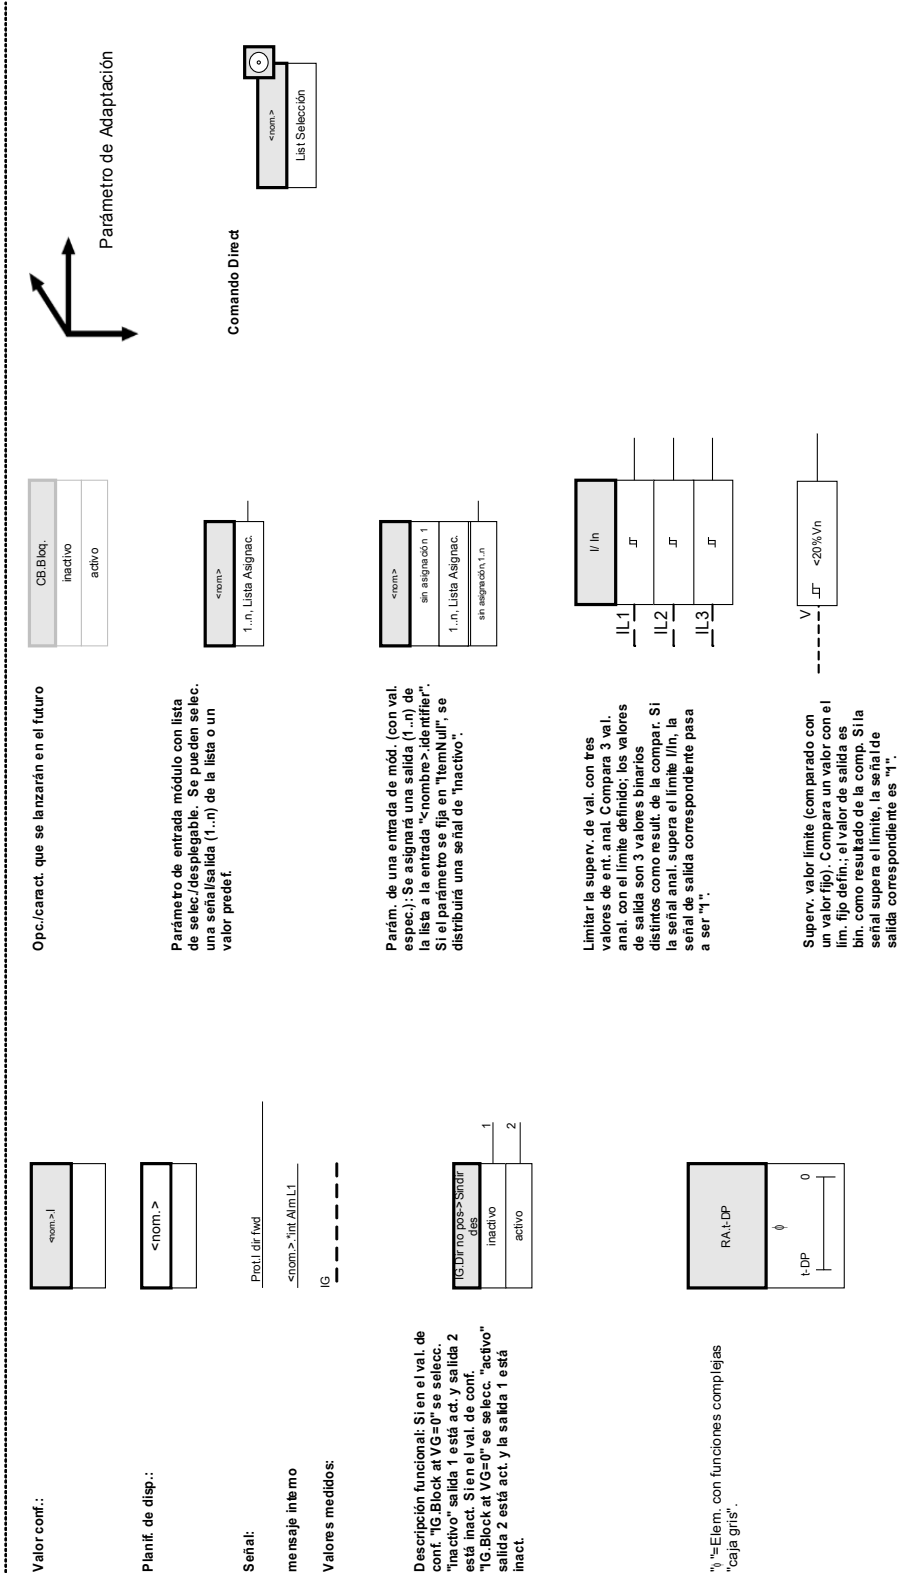 Valor conf.:
<nom.>.I
Planif. de disp.:
<nom.>
Señal:
Prot.I dir fwd
mensaje interno
<nom.>.*int Alm L1
Valores medidos:
IG
Descripción funcional: Si en el val. de
conf. "IG.Block at VG=0" se selecc.
"inactivo" salida 1 está act. y salida 2
está inact. Si en el val. de conf.
"IG.Block at VG=0" se selecc. "activo"
salida 2 está act. y la salida 1 está
inact.
IG.Dir no pos->Sindir
des
inactivo
activo
1
2
"ϕ"=Elem. con funciones complejas
"caja gris".
RA.t-DP
ϕ
t-DP
0
Opc./caract. que se lanzarán en el futuro
CB.Bloq.
inactivo
activo
Parámetro de entrada módulo con lista
de selec./desplegable. Se pueden selec.
una señal/salida (1..n) de la lista o un
valor predef.
<nom>
1..n, Lista Asignac.
Parám. de una entrada de mód. (con val.
espec.): Se asignará una salida (1..n) de
la lista a la entrada "<nombre>.identifier".
Si el parámetro se fija en "ItemNull", se
distribuirá una señal de "inactivo".
<nom>
sin asignación 1
1..n, Lista Asignac.
sin asignación,1..n
Limitar la superv. de val. con tres
valores de ent. anal. Compara 3 val.
anal. con el límite definido; los valores
de salida son 3 valores binarios
distintos como result. de la compar. Si
la señal anal. supera el límite I/In, la
señal de salida correspondiente pasa
a ser "1".
I/ In
IL1
IL2
IL3
Superv. valor límite (comparado con
un valor fijo). Compara un valor con el
lím. fijo defin.; el valor de salida es
bin. como resultado de la comp. Si la
señal supera el límite, la señal de
salida correspondiente es "1".
V
<20%Vn
Parámetro de Adaptación
Comando Direct
<nom.>
List Selección